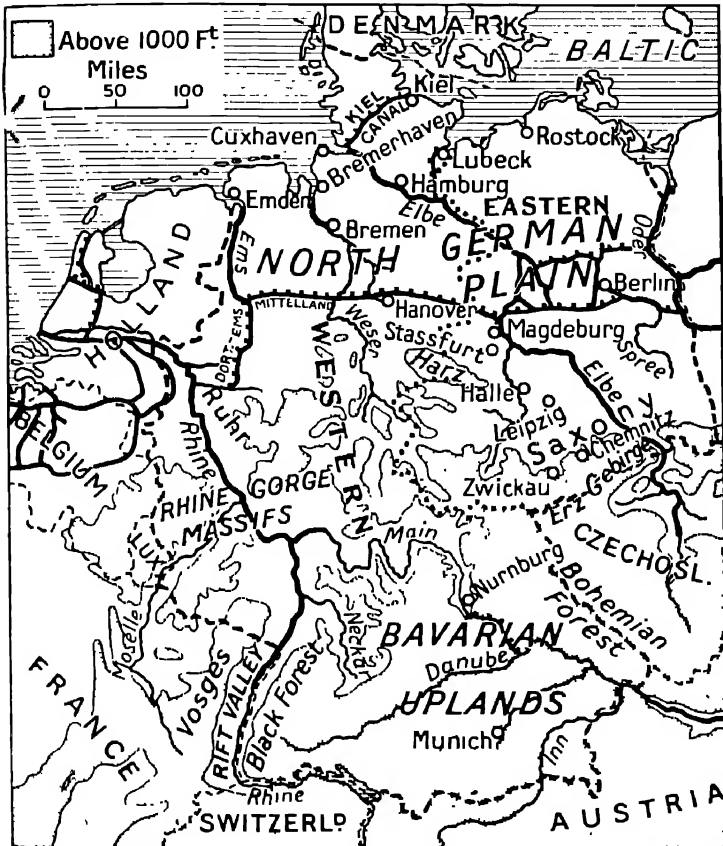 Above 1000 Ft.
Miles
0 50 100
DENMARK
BALTIC
Kiel
KIEL CANAL
Cuxhaven
Bremerhaven
Rostock
Lubeck
Hamburg
Emden
Elbe
EASTERN
Bremen
GERMAN
Oder
Ems
NORTH
PLAIN
Berlin
HOLLAND
MITTELLAND
Hanover
DORT.-EMS
WESTERN
Weser
Magdeburg
Stassfurt
Spree
Harz
Elbe
Halle
Leipzig
Saxony
BELGIUM
Ruhr
Rhine
Chemnitz
Zwickau
Erz Gebirge
RHINE GORGE
MASSIFS
LUX.
Main
CZECHOSL.
Nurnburg
Bohemian
Forest
Moselle
Neckar
BAVARIAN
Danube
Vosges
RIFT VALLEY
Black Forest
UPLANDS
FRANCE
Munich
Inn
Rhine
SWITZERLD.
AUSTRIA